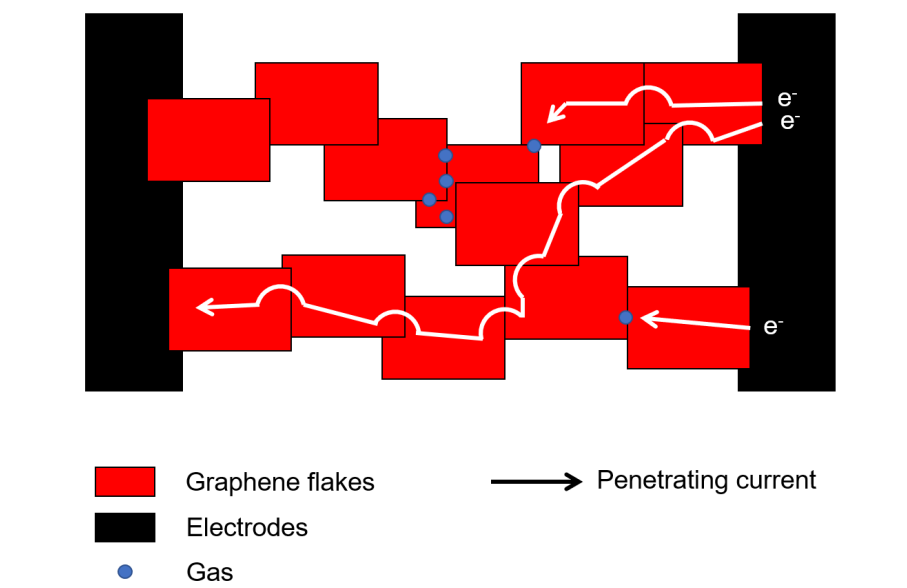 e-
e-
e-
Graphene flakes
Penetrating current
Electrodes
Gas